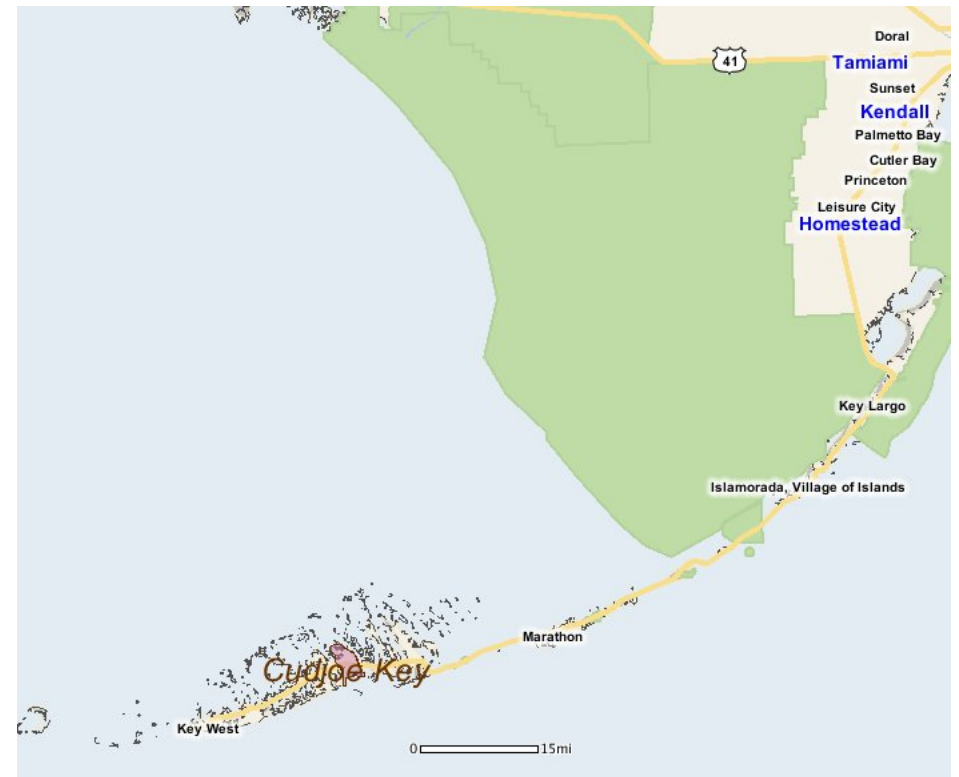 Doral
41
Tamiami
Sunset
Kendall
Palmetto Bay
Cutler Bay
Princeton
Leisure City
Homestead
Key Largo
Islamorada, Village of Islands
Marathon
Cudjoe Key
Key West
0 15mi